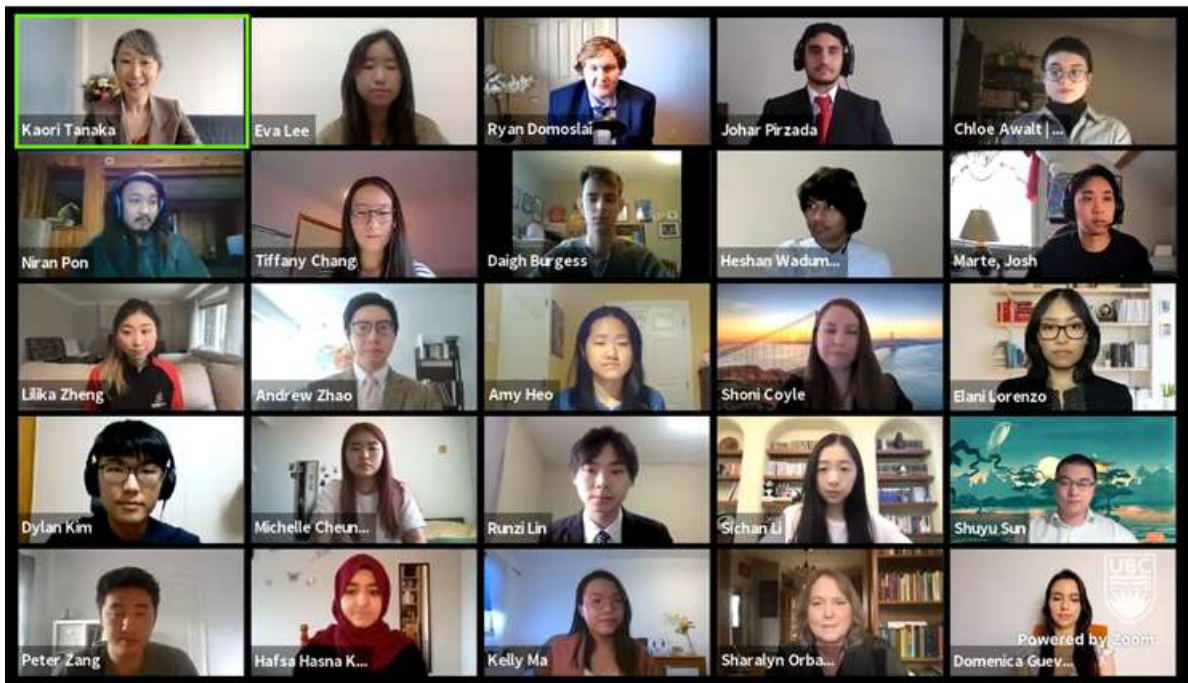 Kaori Tanaka
Eva Lee
Ryan Domoslai
Johar Pirzada
Chloe Awalt | ...
Niran Pon
Tiffany Chang
Daigh Burgess
Heshan Wadum...
Marte, Josh
Lilika Zheng
Andrew Zhao
Amy Heo
Shoni Coyle
Elani Lorenzo
Dylan Kim
Michelle Cheun...
Runzi Lin
Sichan Li
Shuyu Sun
UBC
Peter Zang
Hafsa Hasna K...
Kelly Ma
Sharalyn Orba...
Powered by Zoom
Domenica Guev...